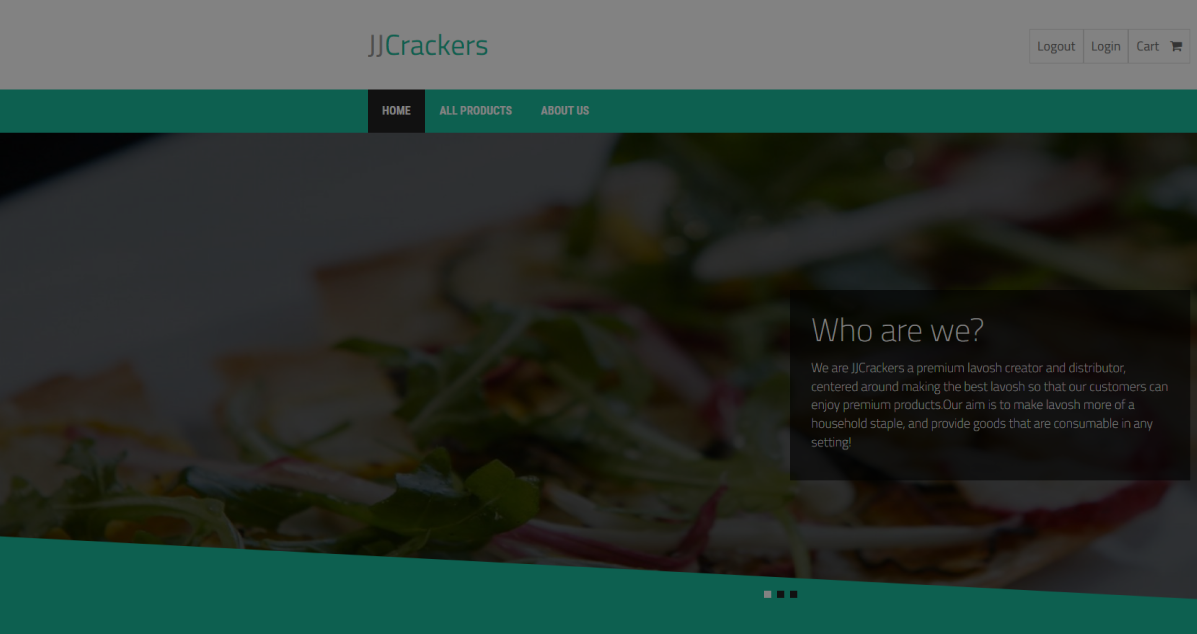 JJCrackers
Logout Login Cart
HOME ALL PRODUCTS ABOUT US
Who are we?
We are JJCrackers a premium lavosh creator and distributor,
centered around making the best lavosh so that our customers can
enjoy premium products.Our aim is to make lavosh more of a
household staple, and provide goods that are consumable in any
setting!